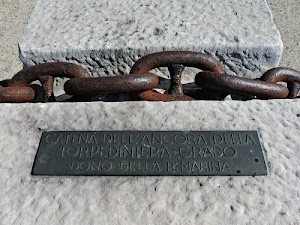 CATENA DELL'ANCORA DELLA
TORPEDINIERA·GRADO
DONO DELLA R. MARINA